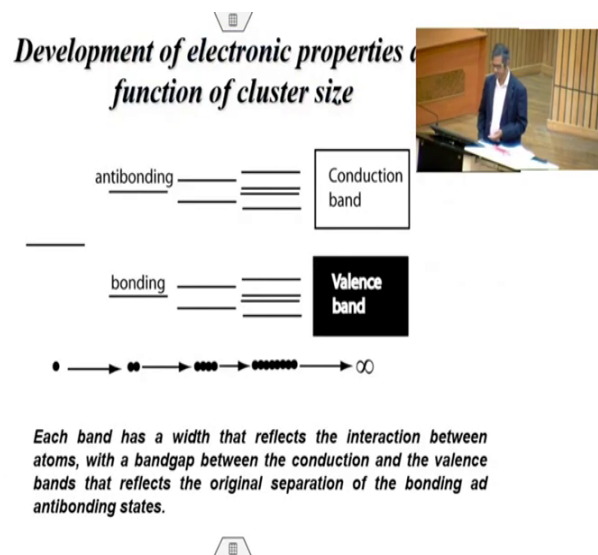 Development of electronic properties
function of cluster size
antibonding
Conduction
band
bonding
Valence
band
∞
Each band has a width that reflects the interaction between
atoms, with a bandgap between the conduction and the valence
bands that reflects the original separation of the bonding ad
antibonding states.